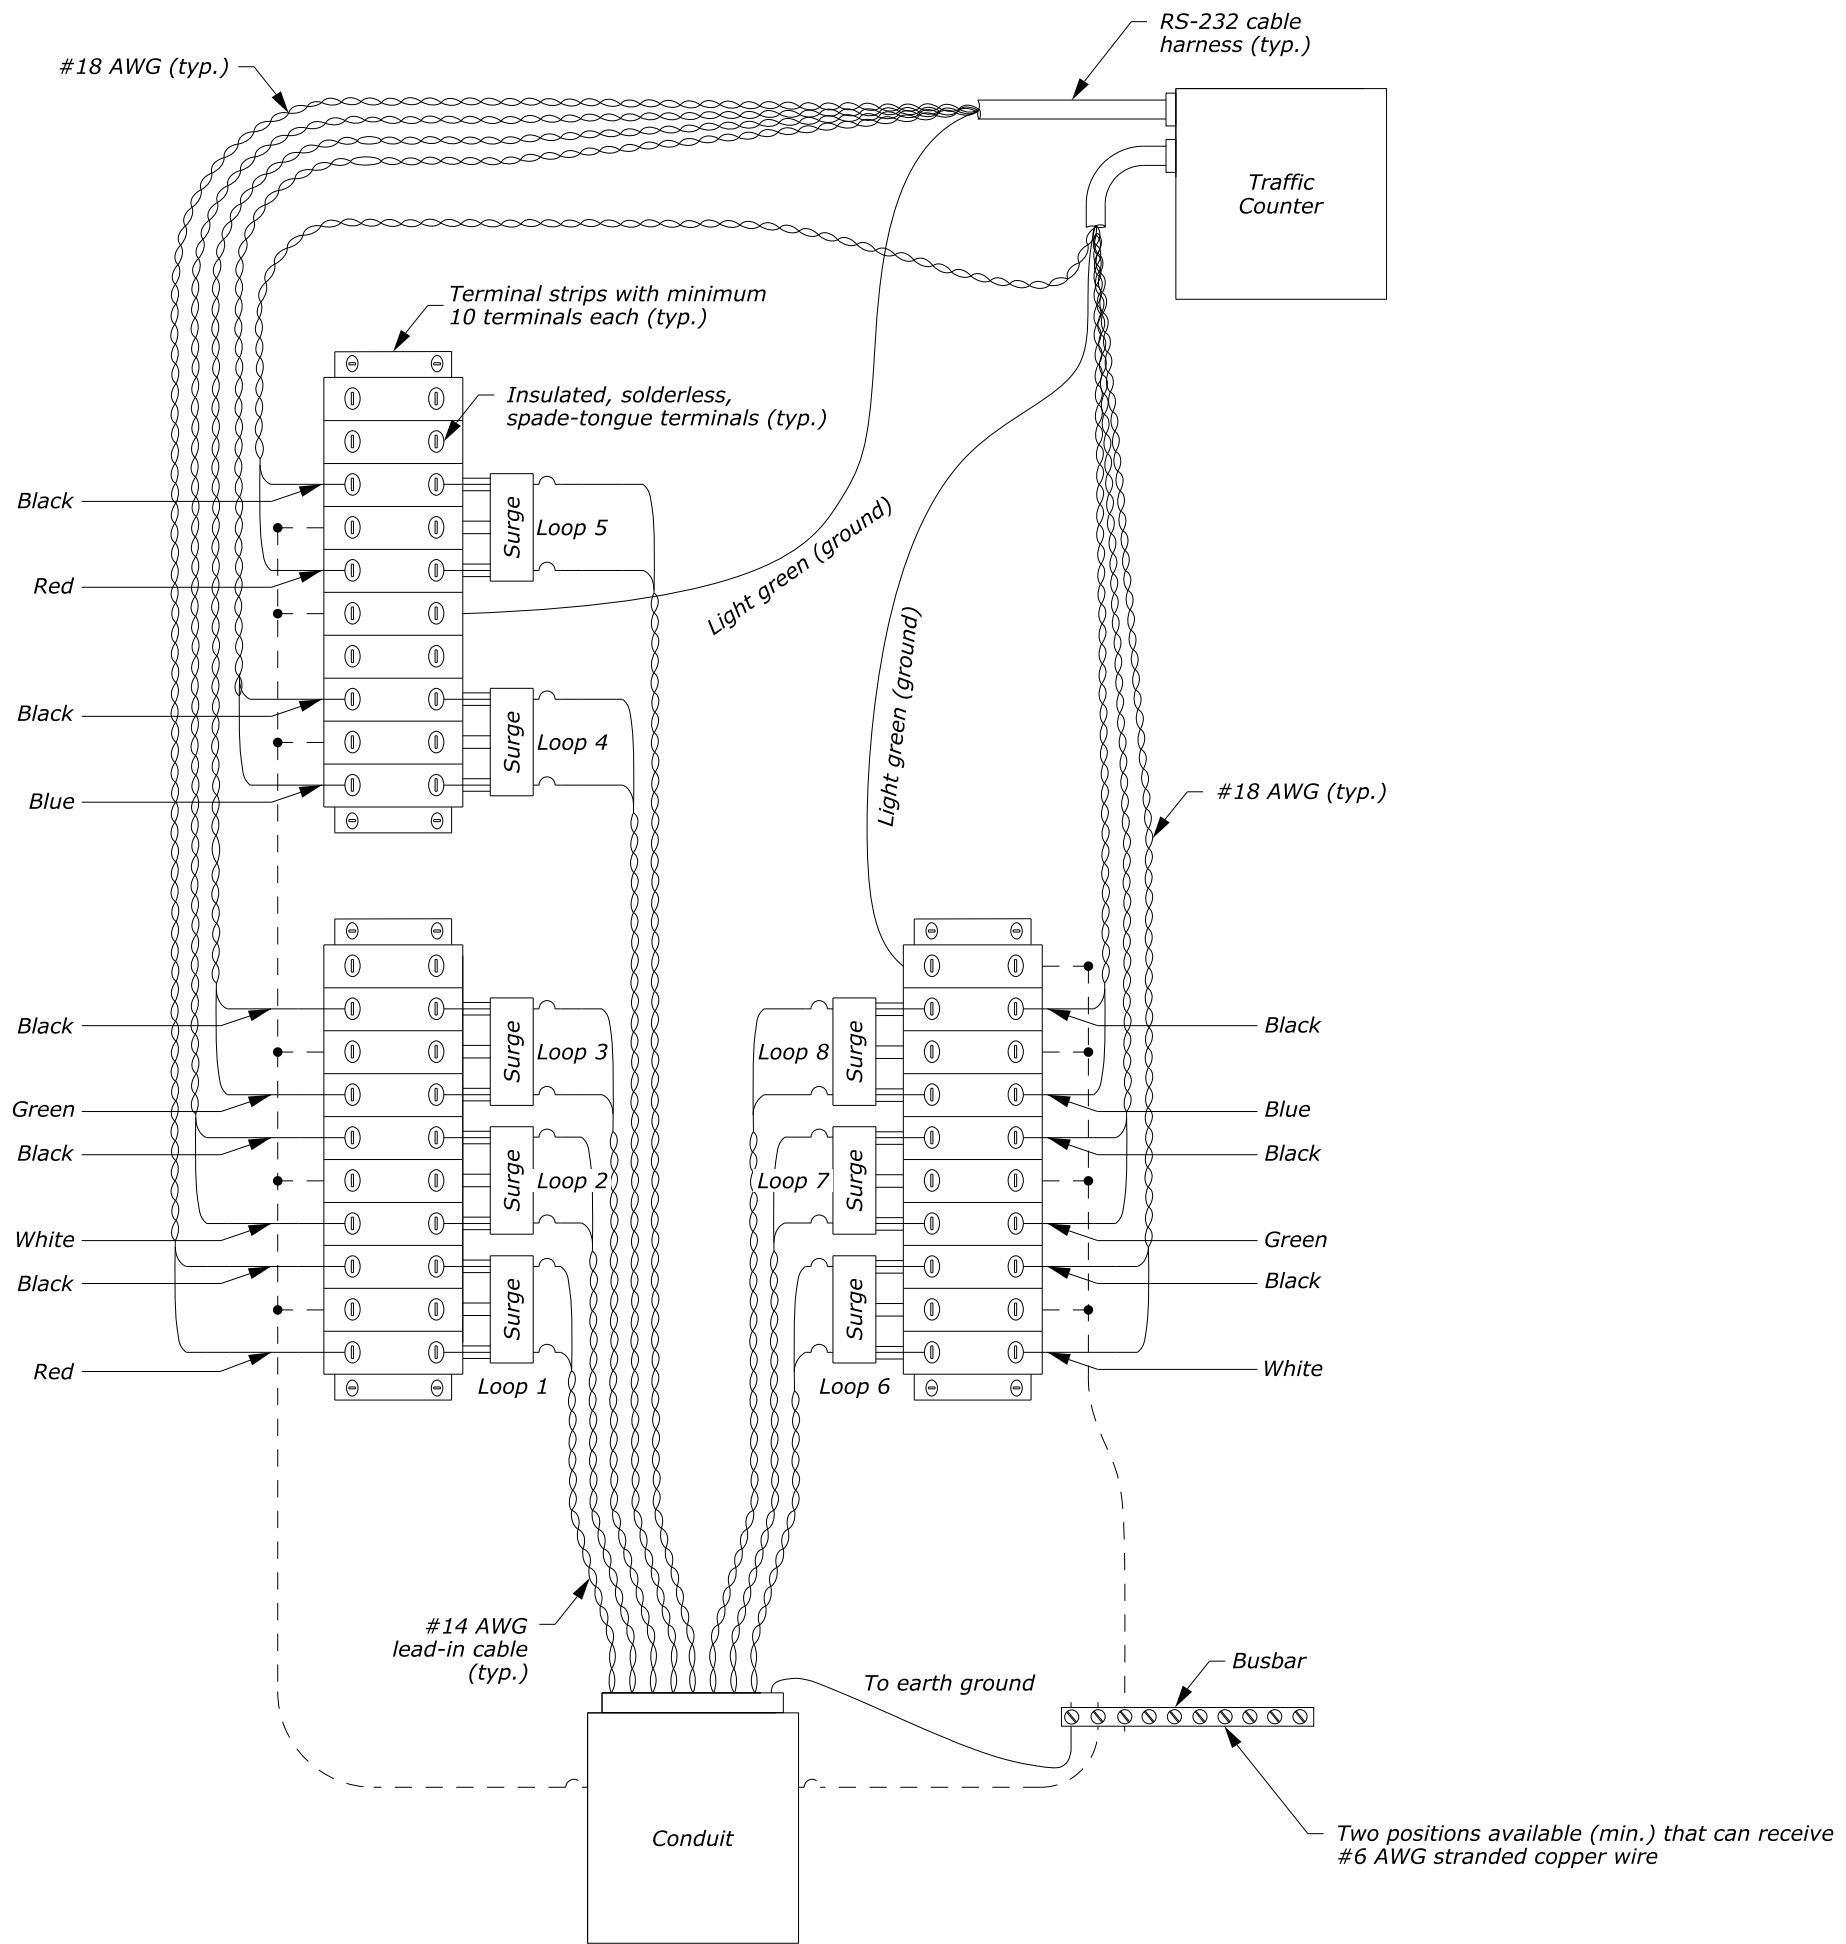 RS-232 cable
harness (typ.)
#18 AWG (typ.)
Traffic
Counter
Terminal strips with minimum
10 terminals each (typ.)
Insulated, solderless,
spade-tongue terminals (typ.)
Black
Surge
Loop 5
Light green (ground)
Red
Light green (ground)
Black
Surge
Loop 4
Blue
#18 AWG (typ.)
Black
Surge
Loop 3
Loop 8
Surge
Black
Green
Blue
Black
Surge
Loop 2
Loop 7
Surge
Black
White
Green
Black
Surge
Surge
Black
Red
Loop 1
Loop 6
White
#14 AWG
lead-in cable
(typ.)
To earth ground
Busbar
Conduit
Two positions available (min.) that can receive
#6 AWG stranded copper wire